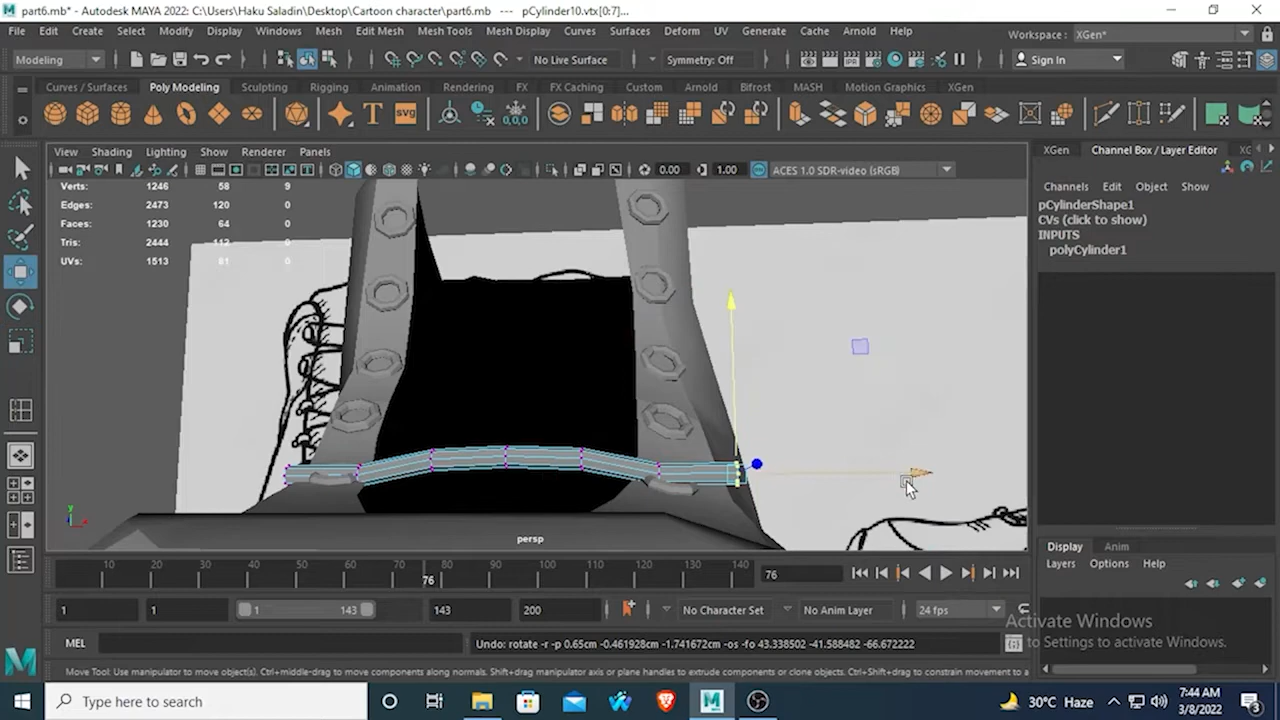 part6.mb* - Autodesk MAYA 2022: C:\Users\Haku Saladin\Desktop\Cartoon character\part6.mb   ---   pCylinder10.vtx[0:7]...
File Edit Create Select Modify Display Windows Mesh Edit Mesh Mesh Tools Mesh Display Curves Surfaces Deform UV Generate Cache Arnold Help
Workspace : XGen*
Modeling No Live Surface Symmetry: Off Sign In
Curves / Surfaces Poly Modeling Sculpting Rigging Animation Rendering FX FX Caching Custom Arnold Bifrost MASH Motion Graphics XGen
View Shading Lighting Show Renderer Panels
0.00 1.00 ACES 1.0 SDR-video (sRGB)
XGen Channel Box / Layer Editor XG
Channels Edit Object Show
Verts: 1246 58 9
Edges: 2473 120 0
Faces: 1230 64 0
Tris: 2444 112 0
UVs: 1513 81 0
pCylinderShape1
CVs (click to show)
INPUTS
polyCylinder1
y
persp
Display Anim
Layers Options Help
10 20 30 40 50 60 70 80 90 100 110 120 130 140
76
76
1 1 1 143 143 200 No Character Set No Anim Layer 24 fps
MEL Undo: rotate -r -p 0.65cm -0.461928cm -1.741672cm -os -fo 43.338502 -41.588482 -66.672222
Move Tool: Use manipulator to move object(s). Ctrl+middle-drag to move components along normals. Shift+drag manipulator axis or plane handles to extrude components or clone objects. Ctrl+drag to constrain movement to
Activate Windows
to Settings to activate Windows.
Type here to search
30°C Haze
7:44 AM
3/8/2022
3